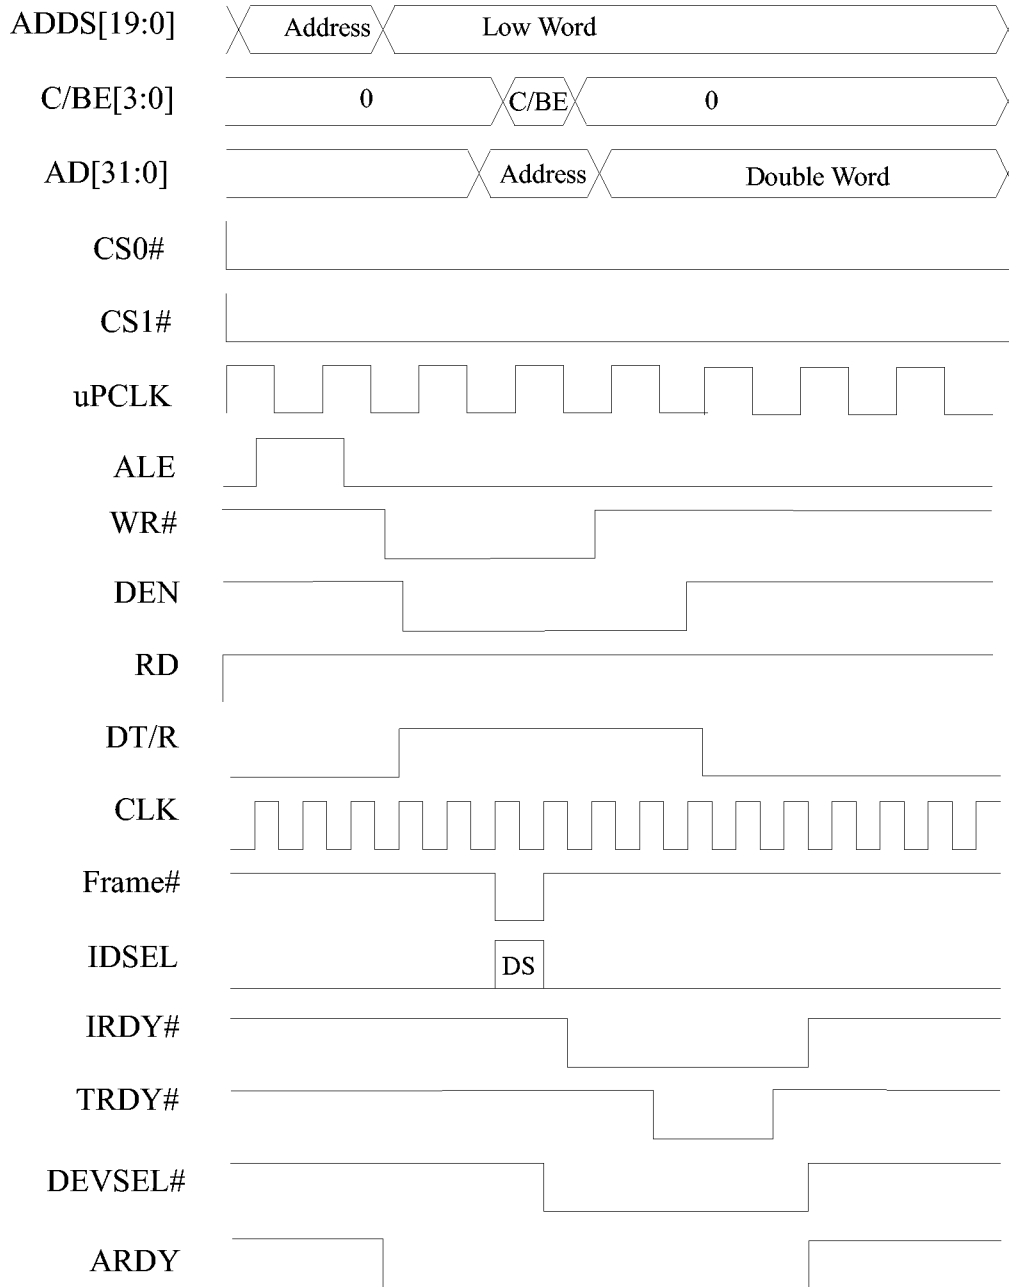 ADDS[19:0] Address Low Word
C/BE[3:0] 0 C/BE 0
AD[31:0] Address Double Word
CS0#
CS1#
uPCLK
ALE
WR#
DEN
RD
DT/R
CLK
Frame#
IDSEL DS
IRDY#
TRDY#
DEVSEL#
ARDY